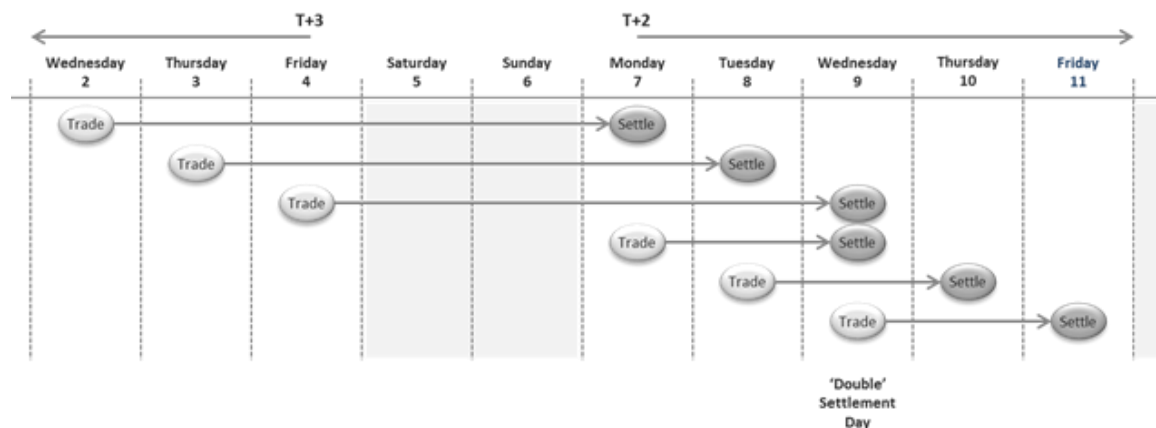 T+3 T+2
Wednesday Thursday Friday Saturday Sunday Monday Tuesday Wednesday Thursday Friday
2 3 4 5 6 7 8 9 10 11
Trade Settle
Trade Settle
Trade Settle
Trade Settle
Trade Settle
Trade Settle
‘Double’
Settlement
Day